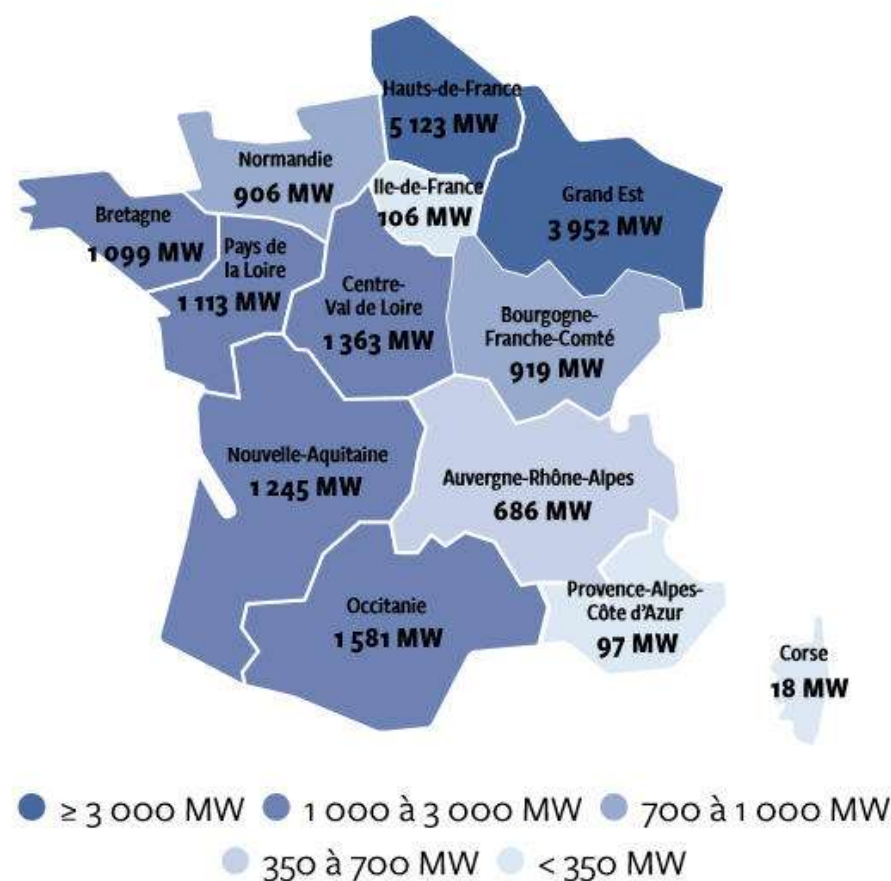 Hauts-de-France
5 123 MW
Normandie
906 MW
Ile-de-France
106 MW
Grand Est
3 952 MW
Bretagne
1 099 MW
Pays de
la Loire
1 113 MW
Centre-
Val de Loire
1 363 MW
Bourgogne-
Franche-Comté
919 MW
Nouvelle-Aquitaine
1 245 MW
Auvergne-Rhône-Alpes
686 MW
Occitanie
1 581 MW
Provence-Alpes-
Côte d'Azur
97 MW
Corse
18 MW
≥ 3 000 MW 1 000 à 3 000 MW 700 à 1 000 MW
350 à 700 MW < 350 MW